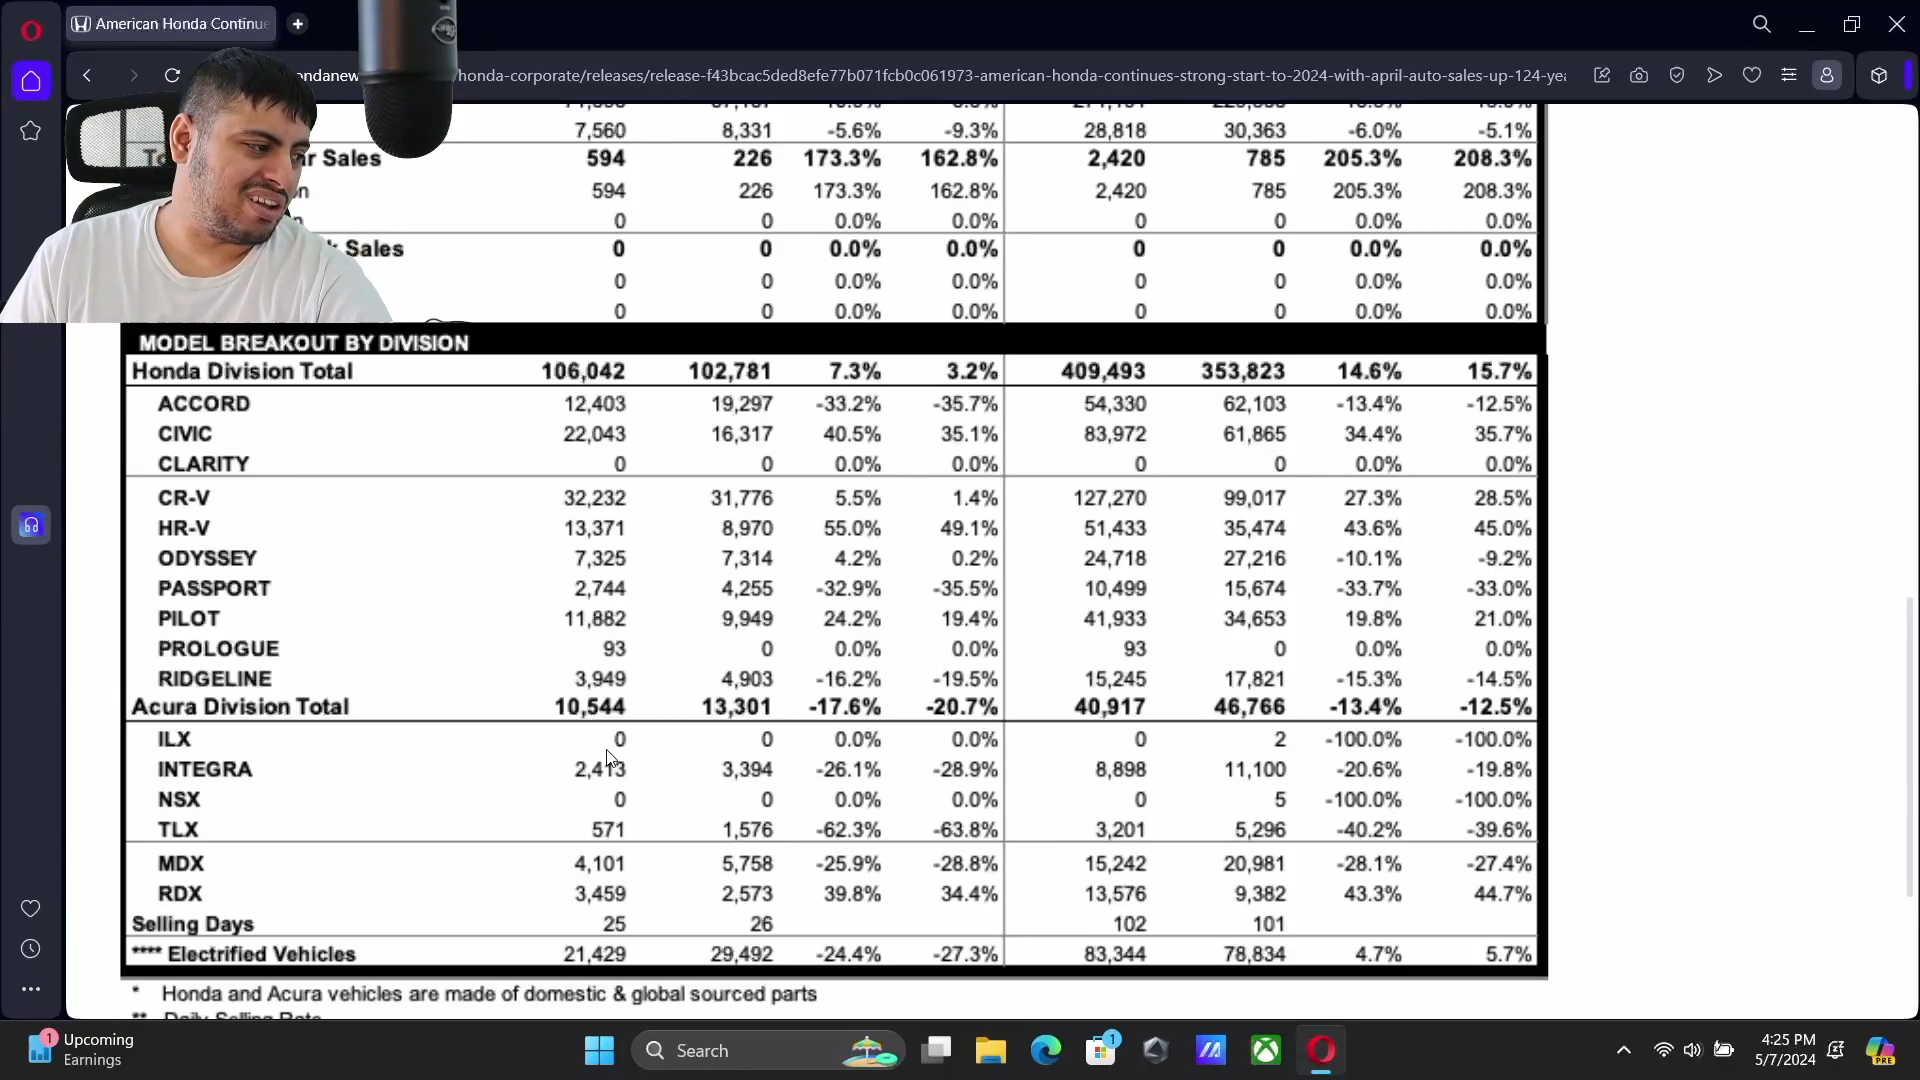 American Honda Continue
honda-corporate/releases/release-f43bcac5ded8efe77b071fcb0c061973-american-honda-continues-strong-start-to-2024-with-april-auto-sales-up-124-yea
7,560 8,331 -5.6% -9.3% 28,818 30,363 -6.0% -5.1%
Sales 594 226 173.3% 162.8% 2,420 785 205.3% 208.3%
594 226 173.3% 162.8% 2,420 785 205.3% 208.3%
0 0 0.0% 0.0% 0 0 0.0% 0.0%
Sales 0 0 0.0% 0.0% 0 0 0.0% 0.0%
0 0 0.0% 0.0% 0 0 0.0% 0.0%
0 0 0.0% 0.0% 0 0 0.0% 0.0%
MODEL BREAKOUT BY DIVISION
Honda Division Total 106,042 102,781 7.3% 3.2% 409,493 353,823 14.6% 15.7%
ACCORD 12,403 19,297 -33.2% -35.7% 54,330 62,103 -13.4% -12.5%
CIVIC 22,043 16,317 40.5% 35.1% 83,972 61,865 34.4% 35.7%
CLARITY 0 0 0.0% 0.0% 0 0 0.0% 0.0%
CR-V 32,232 31,776 5.5% 1.4% 127,270 99,017 27.3% 28.5%
HR-V 13,371 8,970 55.0% 49.1% 51,433 35,474 43.6% 45.0%
ODYSSEY 7,325 7,314 4.2% 0.2% 24,718 27,216 -10.1% -9.2%
PASSPORT 2,744 4,255 -32.9% -35.5% 10,499 15,674 -33.7% -33.0%
PILOT 11,882 9,949 24.2% 19.4% 41,933 34,653 19.8% 21.0%
PROLOGUE 93 0 0.0% 0.0% 93 0 0.0% 0.0%
RIDGELINE 3,949 4,903 -16.2% -19.5% 15,245 17,821 -15.3% -14.5%
Acura Division Total 10,544 13,301 -17.6% -20.7% 40,917 46,766 -13.4% -12.5%
ILX 0 0 0.0% 0.0% 0 2 -100.0% -100.0%
INTEGRA 2,413 3,394 -26.1% -28.9% 8,898 11,100 -20.6% -19.8%
NSX 0 0 0.0% 0.0% 0 5 -100.0% -100.0%
TLX 571 1,576 -62.3% -63.8% 3,201 5,296 -40.2% -39.6%
MDX 4,101 5,758 -25.9% -28.8% 15,242 20,981 -28.1% -27.4%
RDX 3,459 2,573 39.8% 34.4% 13,576 9,382 43.3% 44.7%
Selling Days 25 26 102 101
**** Electrified Vehicles 21,429 29,492 -24.4% -27.3% 83,344 78,834 4.7% 5.7%
* Honda and Acura vehicles are made of domestic & global sourced parts
** Daily Selling Rate
1 Upcoming
Earnings
Search
1
4:25 PM
5/7/2024
PRE